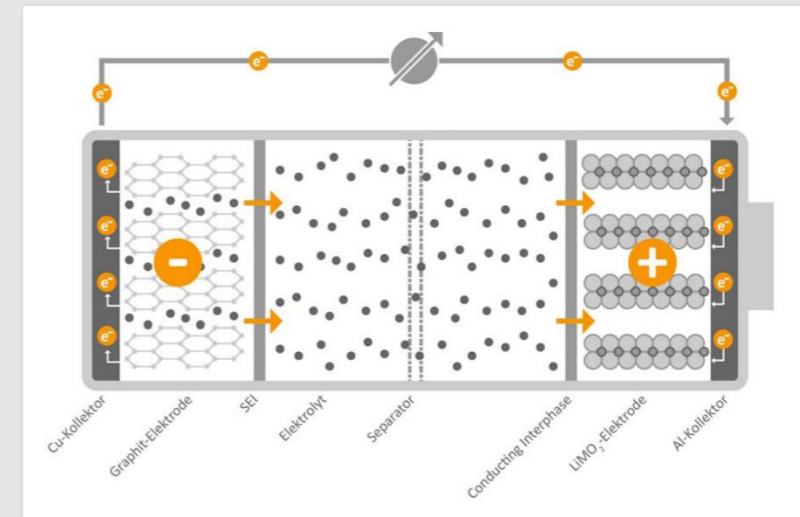 e⁻ e⁻
e⁻ e⁻
e⁻ e⁻
e⁻ e⁻
- +
e⁻ e⁻
e⁻ e⁻
Cu-Kollektor
Graphit-Elektrode
SEI
Elektrolyt
Separator
Conducting Interphase
LiMO₂-Elektrode
Al-Kollektor